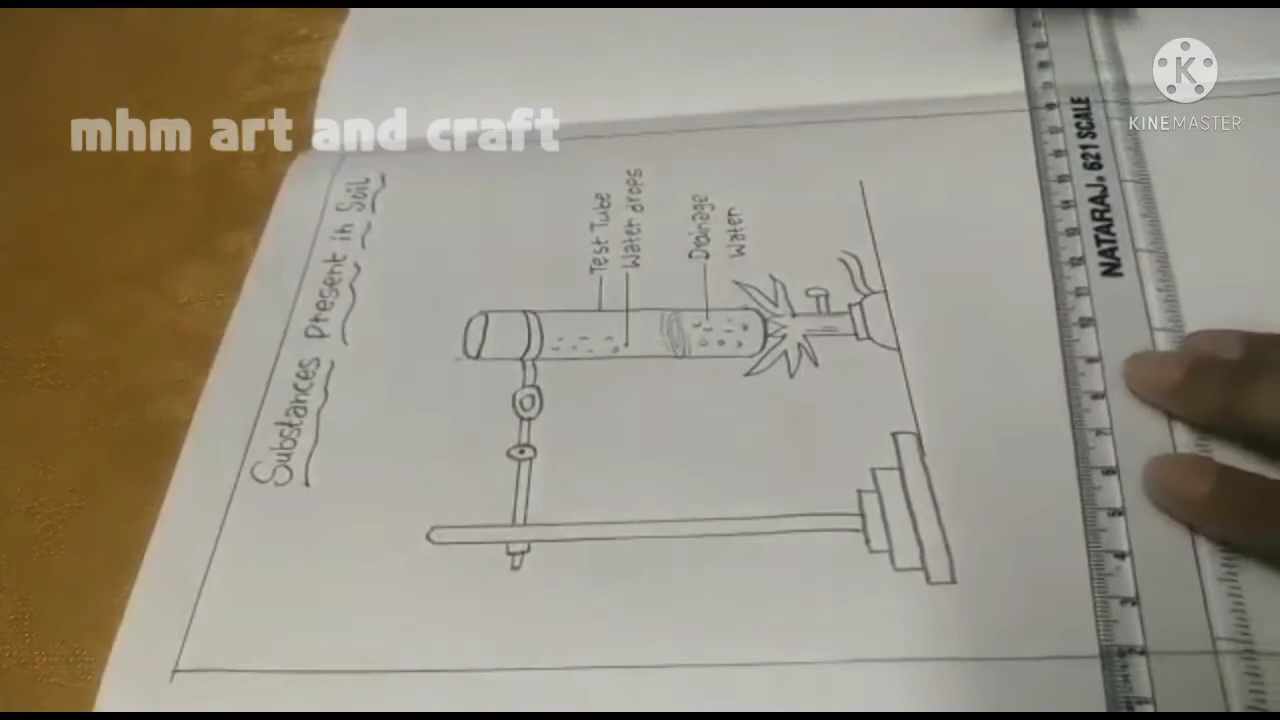 mhm art and craft
K
KINEMASTER
Substances Present in Soil
Test Tube
Water drops
Drainage
Water
NATARAJ. 621 SCALE